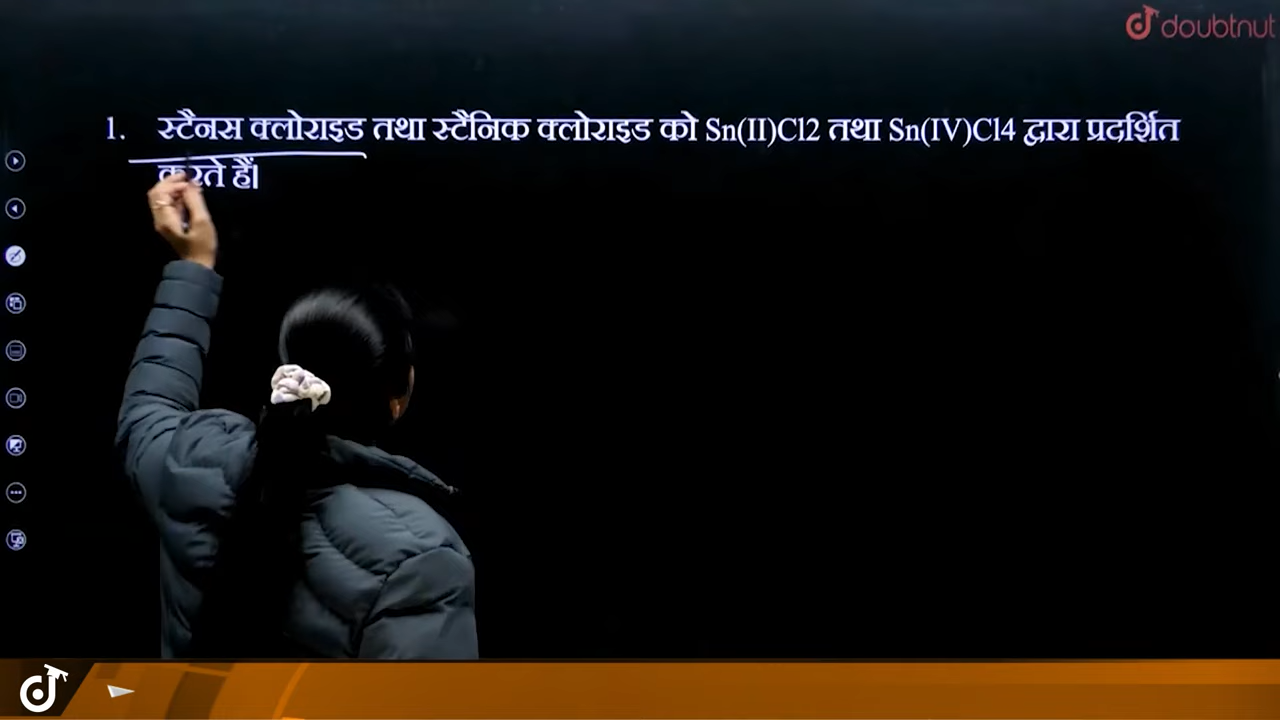 doubtnut
1. स्टैनस क्लोराइड तथा स्टैनिक क्लोराइड को Sn(II)Cl2 तथा Sn(IV)Cl4 द्वारा प्रदर्शित
करते हैं।